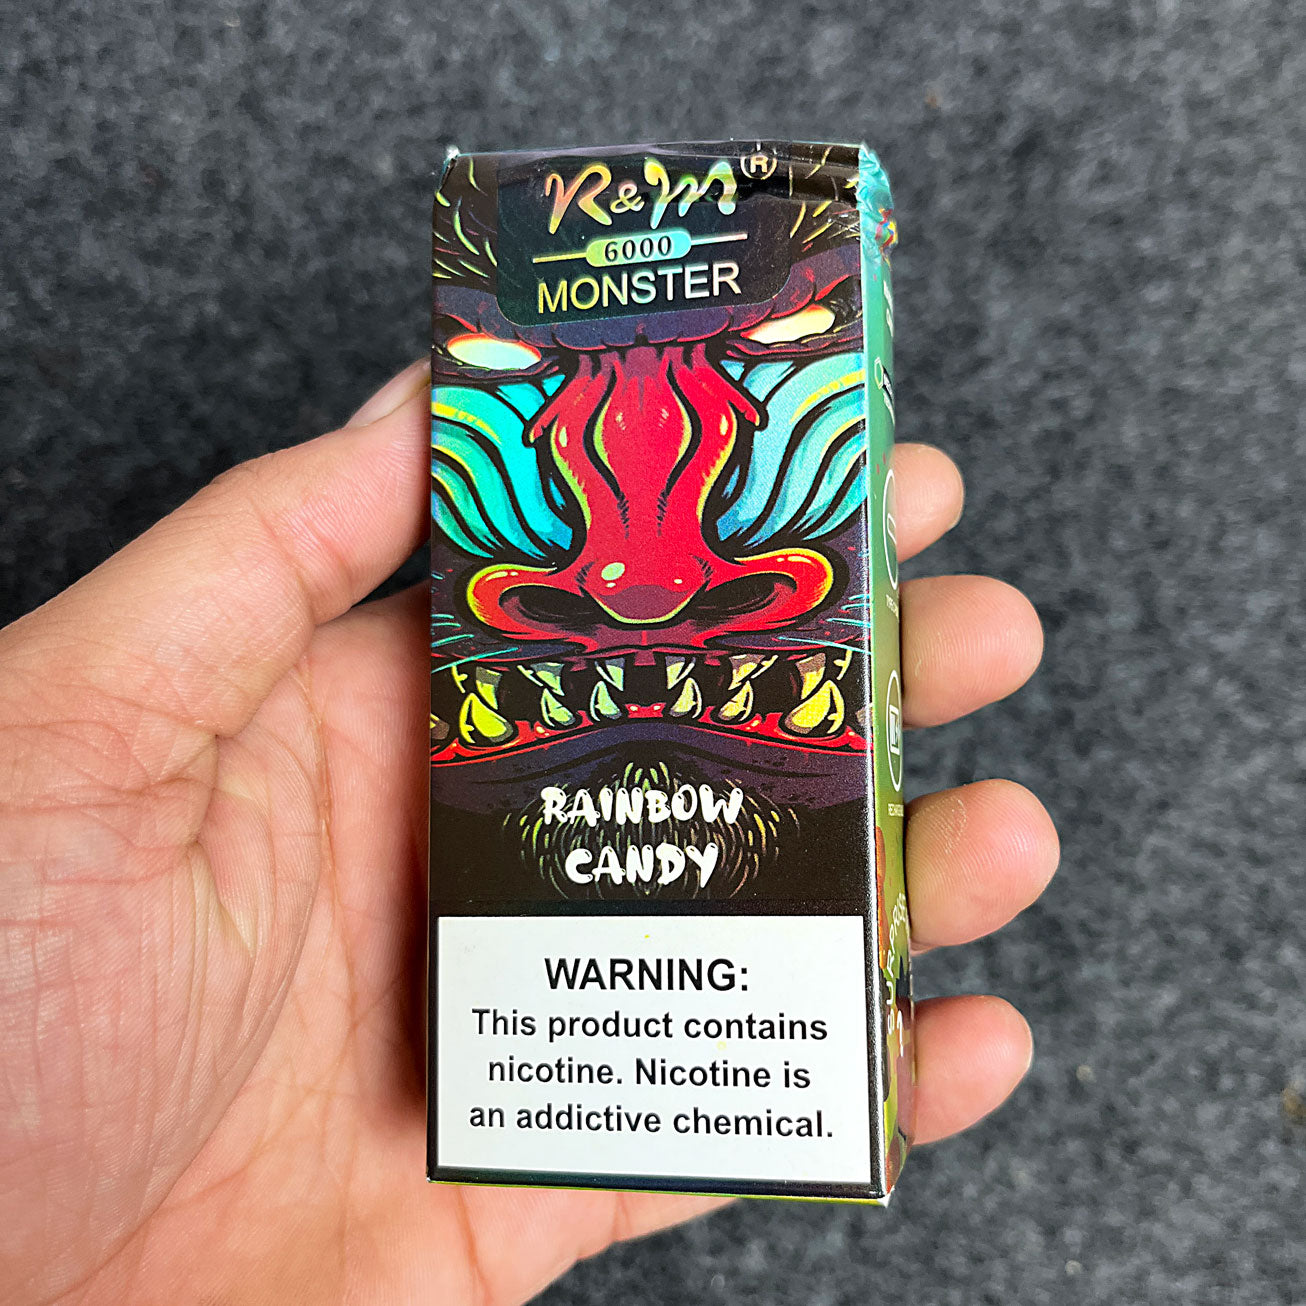 R&M®
6000
MONSTER
RAINBOW
CANDY
WARNING:
This product contains
nicotine. Nicotine is
an addictive chemical.